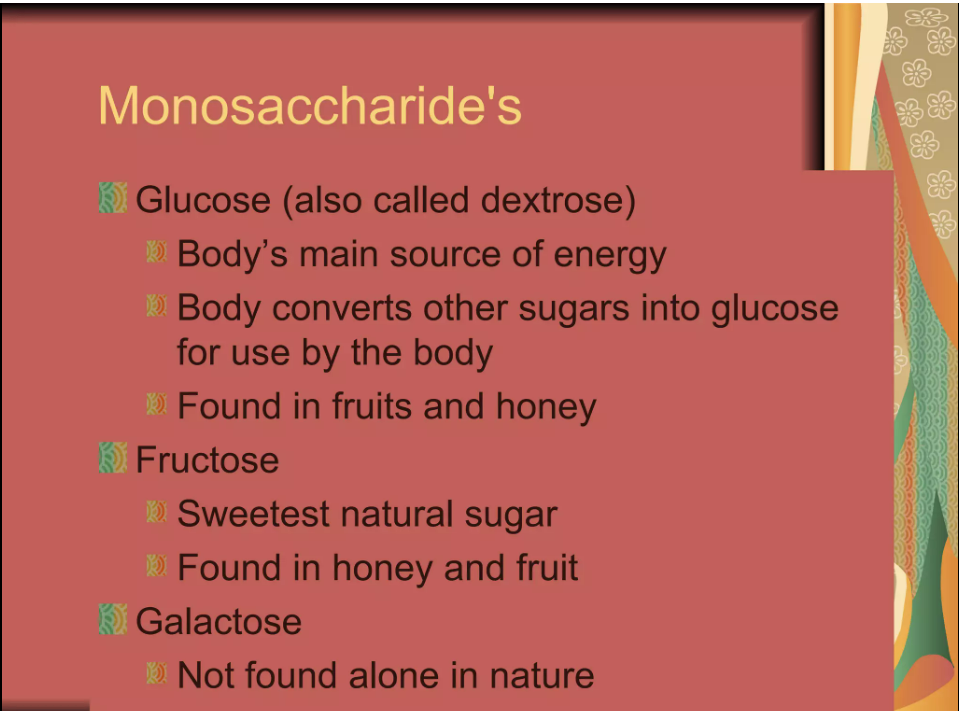 Monosaccharide's
Glucose (also called dextrose)
Body’s main source of energy
Body converts other sugars into glucose
for use by the body
Found in fruits and honey
Fructose
Sweetest natural sugar
Found in honey and fruit
Galactose
Not found alone in nature